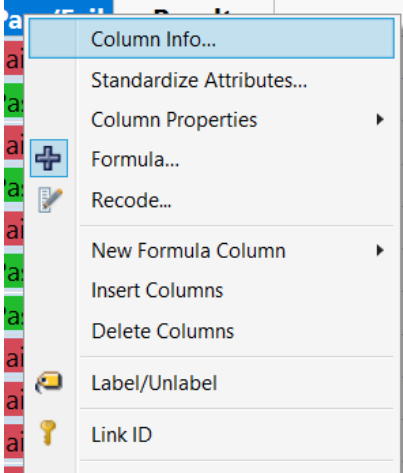 Column Info...
Standardize Attributes...
Column Properties
Formula...
Recode...
New Formula Column
Insert Columns
Delete Columns
Label/Unlabel
Link ID